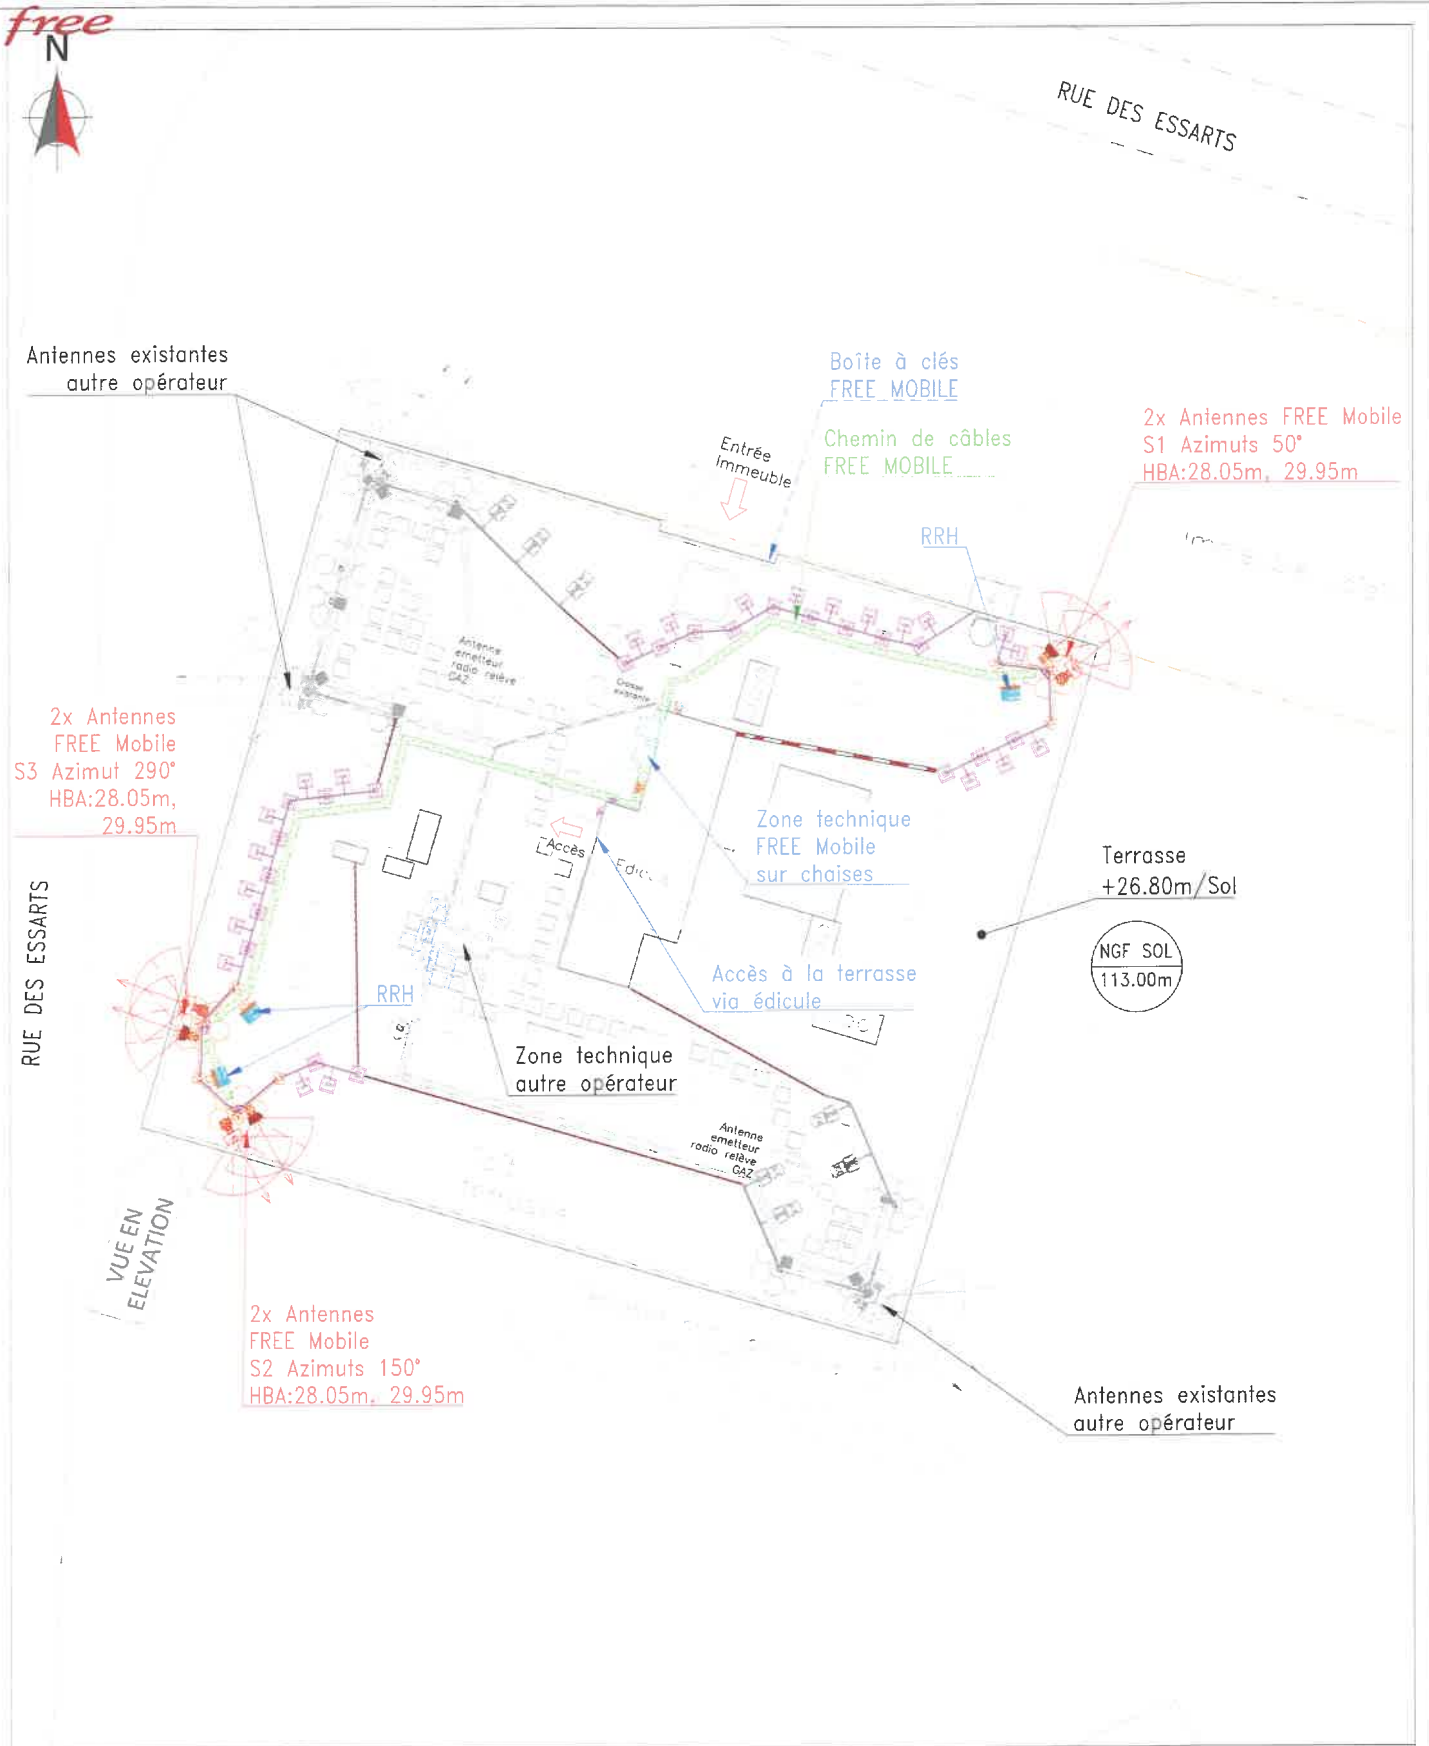 free
N
RUE DES ESSARTS
Antennes existantes
autre opérateur
Boîte à clés
FREE MOBILE
Chemin de câbles
FREE MOBILE
Entrée
Immeuble
2x Antennes FREE Mobile
S1 Azimuts 50°
HBA:28.05m, 29.95m
RRH
Antenne
emetteur
radio relève
GAZ
existante
2x Antennes
FREE Mobile
S3 Azimut 290°
HBA:28.05m,
29.95m
Accès
Zone technique
FREE Mobile
sur chaises
Terrasse
+26.80m/Sol
NGF SOL
113.00m
RUE DES ESSARTS
Accès à la terrasse
via édicule
RRH
Zone technique
autre opérateur
Antenne
emetteur
radio relève
GAZ
VUE EN
ELEVATION
2x Antennes
FREE Mobile
S2 Azimuts 150°
HBA:28.05m, 29.95m
Antennes existantes
autre opérateur